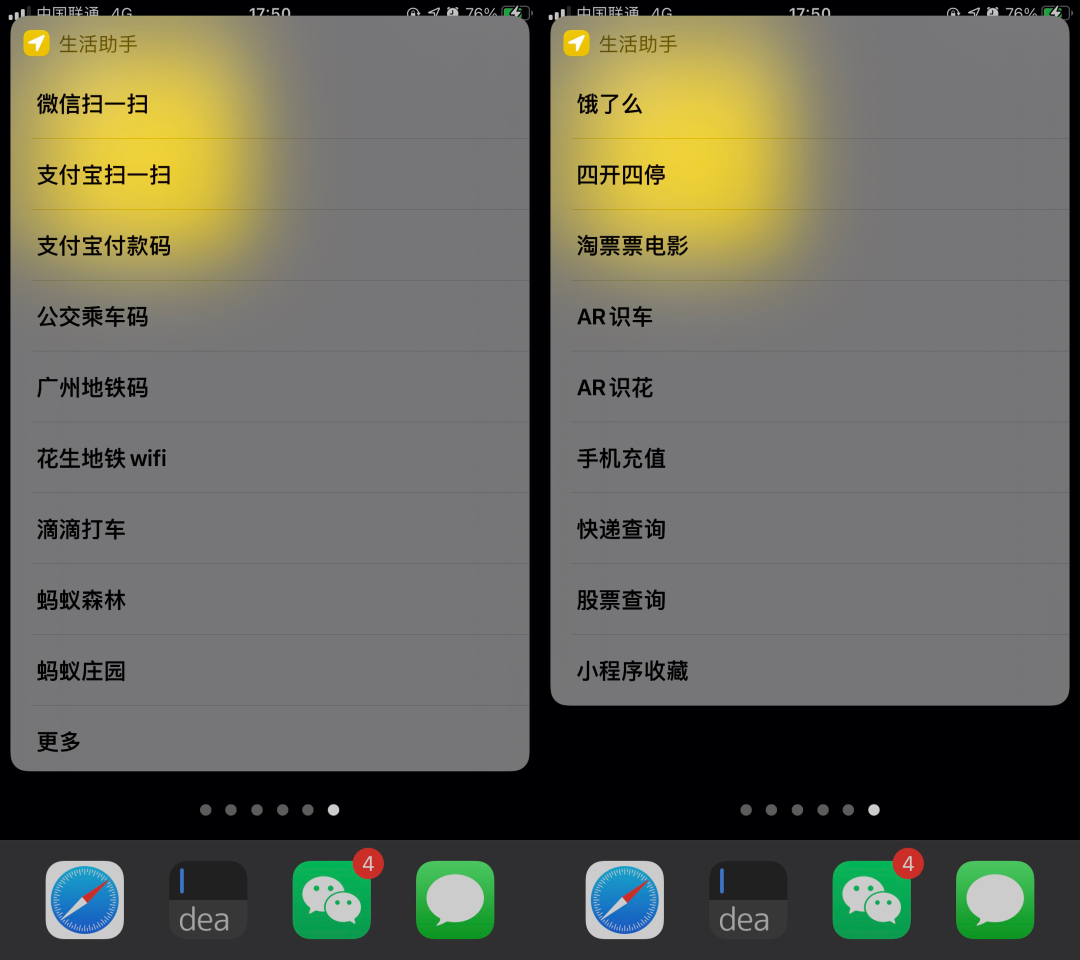 中国联通 4G 17:50 76%
生活助手
微信扫一扫
支付宝扫一扫
支付宝付款码
公交乘车码
广州地铁码
花生地铁 wifi
滴滴打车
蚂蚁森林
蚂蚁庄园
更多
dea
4
中国联通 4G 17:50 76%
生活助手
饿了么
四开四停
淘票票电影
AR 识车
AR 识花
手机充值
快递查询
股票查询
小程序收藏
dea
4